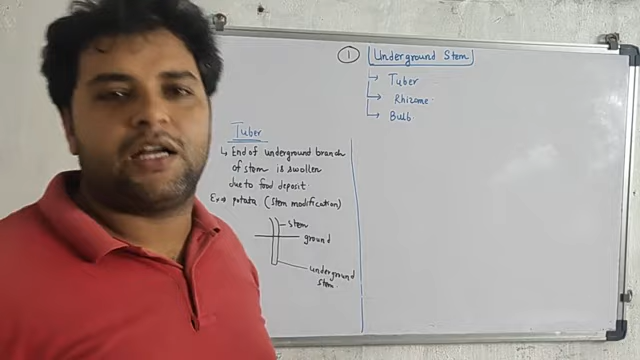 1 Underground Stem
→ Tuber
→ Rhizome:
→ Bulb
Tuber
↳ End of underground branch
of stem is swollen
due to food deposit.
Ex → potato (stem modification)
stem
ground
underground
stem.